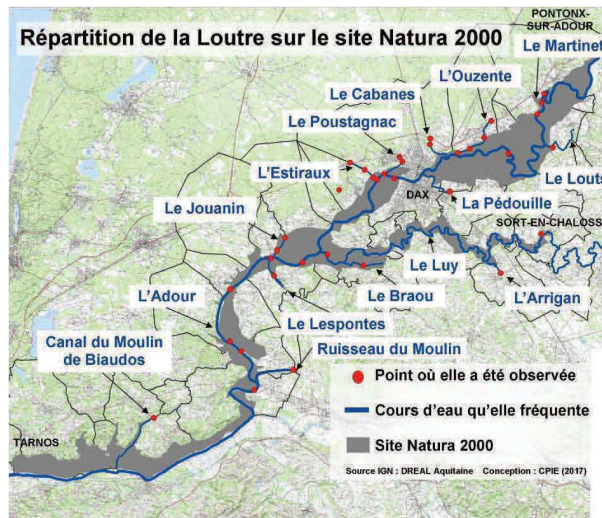 PONTONX-
SUR-ADOUR
Répartition de la Loutre sur le site Natura 2000
Le Martinet
L'Ouzente
Le Cabanes
Le Poustagnac
L'Estiraux
Le Louts
DAX
La Pédouille
Le Jouanin
SORT-EN-CHALOSS
Le Luy
L'Adour
Le Braou
L'Arrigan
Le Lespontes
Canal du Moulin
de Biaudos
Ruisseau du Moulin
Point où elle a été observée
Cours d'eau qu'elle fréquente
TARNOS
Site Natura 2000
Source IGN : DREAL Aquitaine Conception : CPIE (2017)